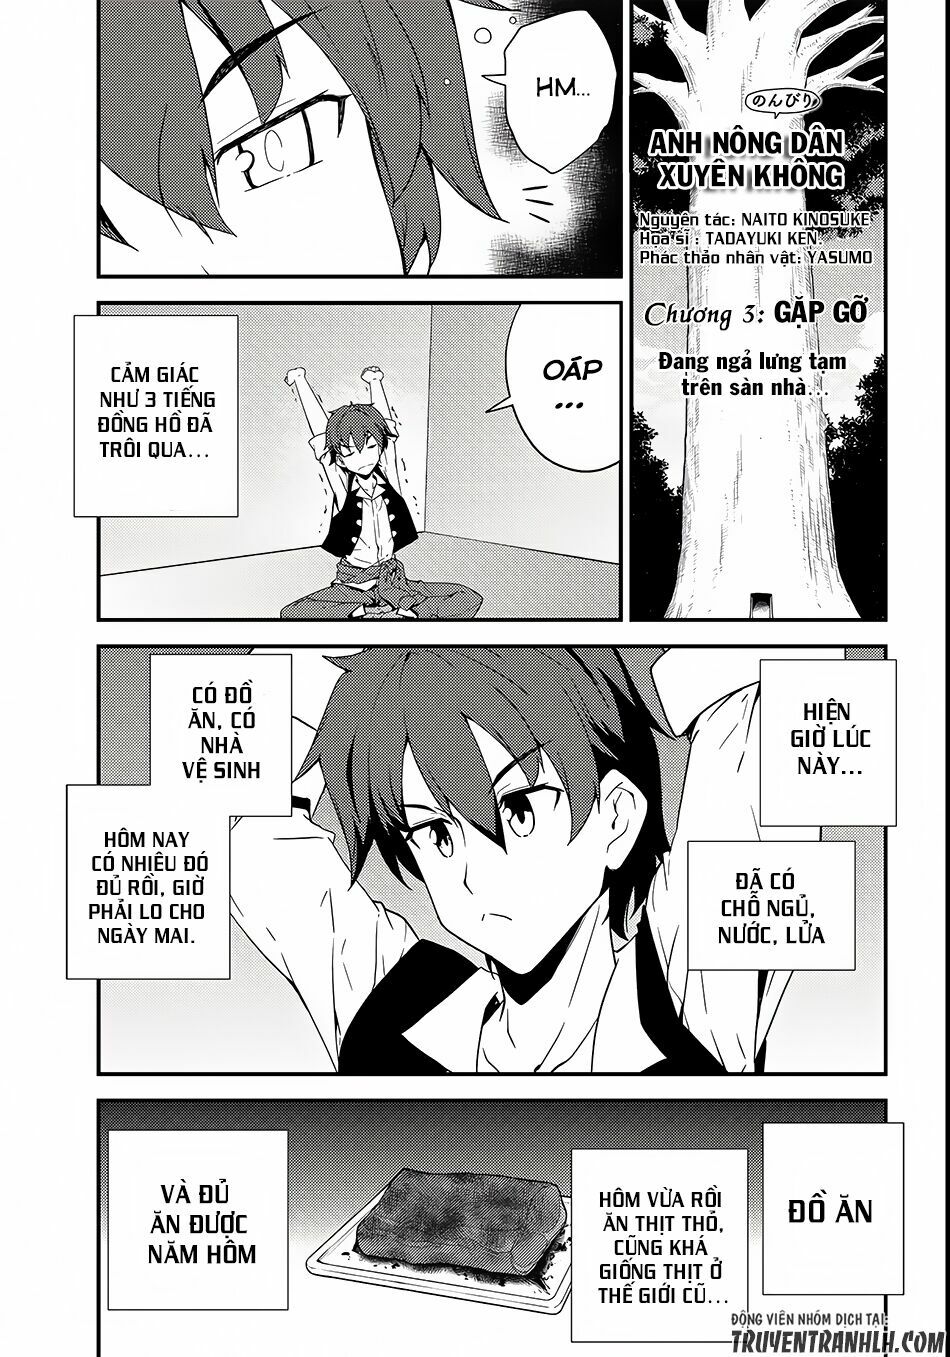 のんびり
ANH NÔNG DÂN
XUYÊN KHÔNG
Nguyên tác: NAITO KINOSUKE
Họa sĩ : TADAYUKI KEN.
Phác thảo nhân vật: YASUMO
Chương 3: GẶP GỠ
Đang ngả lưng tạm
trên sàn nhà...
HM...
OÁP
...
CẢM GIÁC
NHƯ 3 TIẾNG
ĐỒNG HỒ ĐÃ
TRÔI QUA...
HIỆN
GIỜ LÚC
NÀY...
ĐÃ CÓ
CHỖ NGỦ,
NƯỚC, LỬA
CÓ ĐỒ
ĂN, CÓ
NHÀ
VỆ SINH
HÔM NAY
CÓ NHIÊU ĐÓ
ĐỦ RỒI, GIỜ
PHẢI LO CHO
NGÀY MAI.
ĐỒ ĂN
HÔM VỪA RỒI
ĂN THỊT THỎ,
CŨNG KHÁ
GIỐNG THỊT Ở
THẾ GIỚI CŨ...
VÀ ĐỦ
ĂN ĐƯỢC
NĂM HÔM
ĐỘNG VIÊN NHÓM DỊCH TẠI:
TRUYENTRANHLH.COM